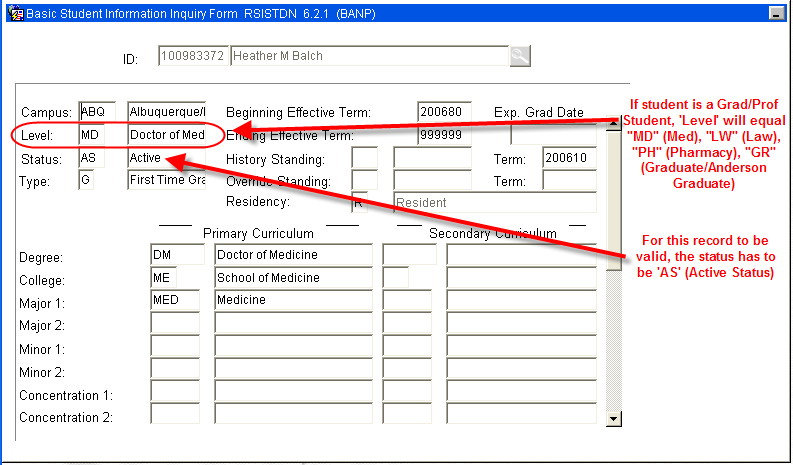 Basic Student Information Inquiry Form RSISTDN 6.2.1 (BANP)
ID: 100983372 Heather M Balch
Campus: ABQ Albuquerque/ Beginning Effective Term: 200680 Exp. Grad Date
Level: MD Doctor of Med Ending Effective Term: 999999
Status: AS Active History Standing: Term: 200610
Type: G First Time Gra Override Standing: Term:
Residency: R Resident
Primary Curriculum Secondary Curriculum
Degree: DM Doctor of Medicine
College: ME School of Medicine
Major 1: MED Medicine
Major 2:
Minor 1:
Minor 2:
Concentration 1:
Concentration 2:
If student is a Grad/Prof
Student, 'Level' will equal
"MD" (Med), "LW" (Law),
"PH" (Pharmacy), "GR"
(Graduate/Anderson
Graduate)
For this record to be
valid, the status has to
be 'AS' (Active Status)